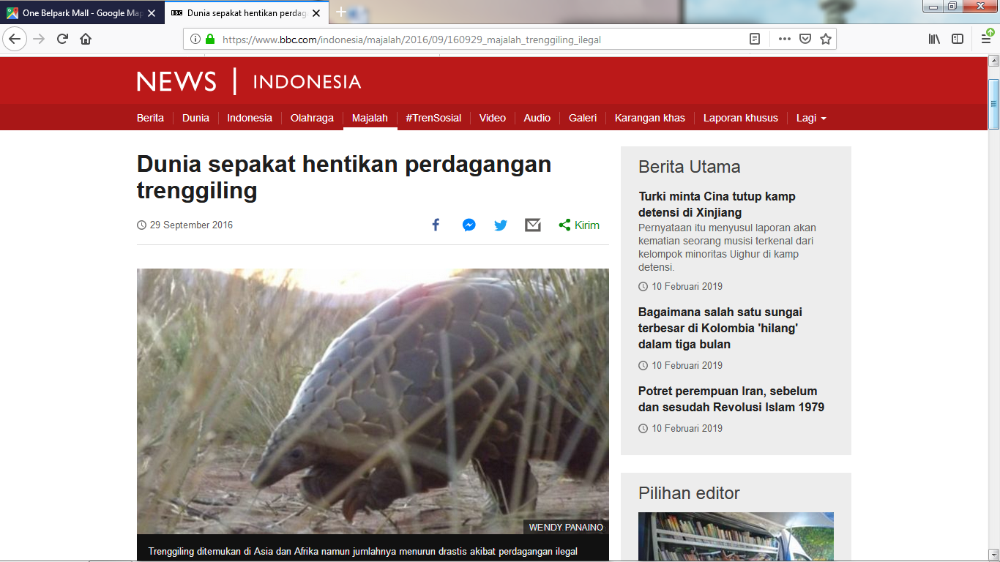 One Belpark Mall - Google Map
BBC Dunia sepakat hentikan perdaga
https://www.bbc.com/indonesia/majalah/2016/09/160929_majalah_trenggiling_ilegal
NEWS | INDONESIA
Berita Dunia Indonesia Olahraga Majalah #TrenSosial Video Audio Galeri Karangan khas Laporan khusus Lagi
Dunia sepakat hentikan perdagangan
trenggiling
29 September 2016
Kirim
WENDY PANAINO
Trenggiling ditemukan di Asia dan Afrika namun jumlahnya menurun drastis akibat perdagangan ilegal
Berita Utama
Turki minta Cina tutup kamp
detensi di Xinjiang
Pernyataan itu menyusul laporan akan
kematian seorang musisi terkenal dari
kelompok minoritas Uighur di kamp
detensi.
10 Februari 2019
Bagaimana salah satu sungai
terbesar di Kolombia 'hilang'
dalam tiga bulan
10 Februari 2019
Potret perempuan Iran, sebelum
dan sesudah Revolusi Islam 1979
10 Februari 2019
Pilihan editor